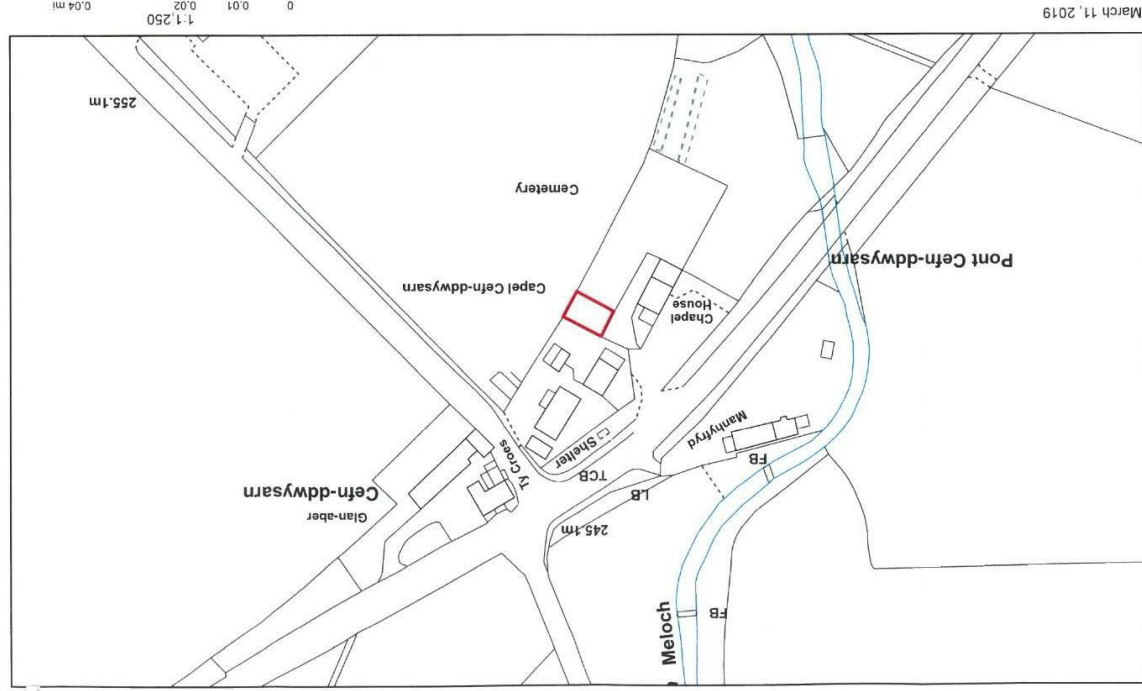 Meloch
FB
245.1m
Glan-aber
Cefn-ddwysarn
LB
TCB
Ty Croes
FB
Shelter
Manhyfryd
Chapel
House
Capel Cefn-ddwysarn
Pont Cefn-ddwysarn
Cemetery
255.1m
March 11, 2019
1:1,250
0 0.01 0.02 0.04 mi